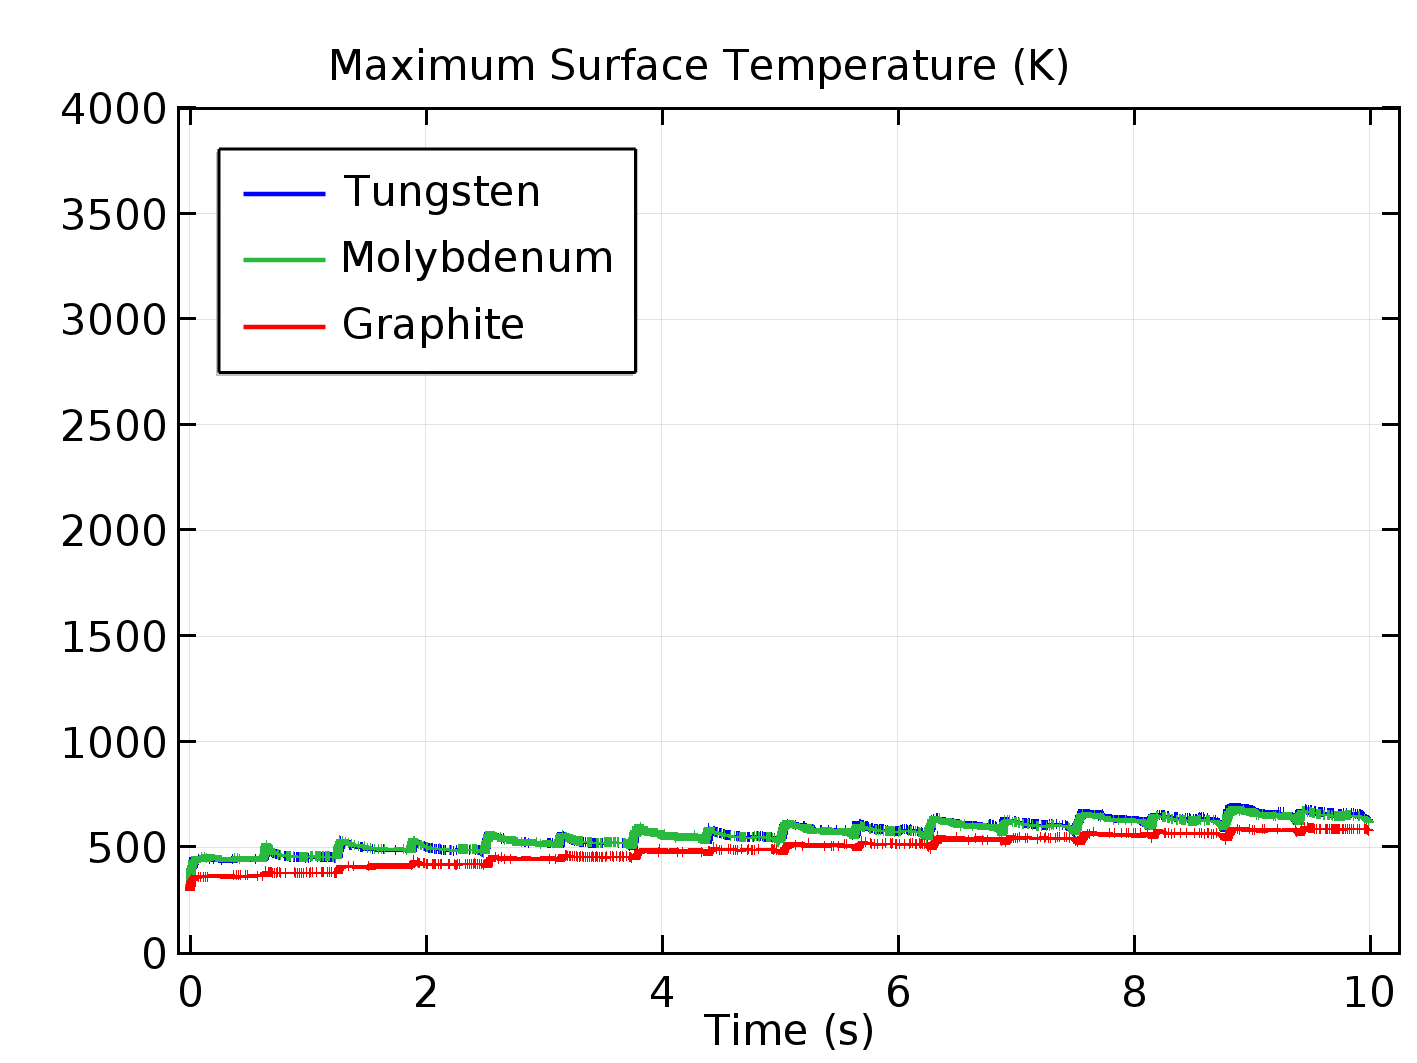 Maximum Surface Temperature (K)
4000
3500
3000
2500
2000
1500
1000
500
0
Tungsten
Molybdenum
Graphite
0 2 4 6 8 10
Time (s)